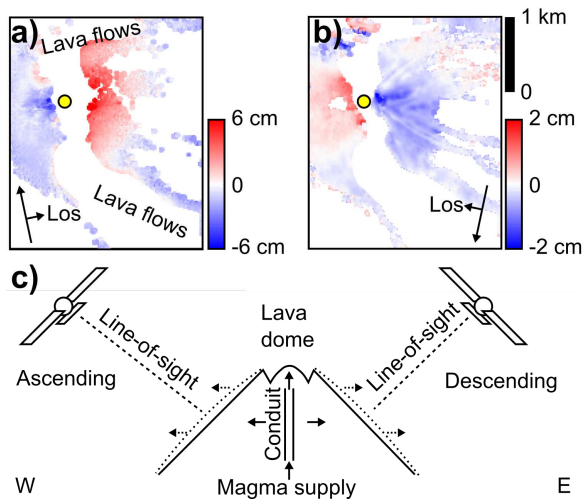 a)
Lava flows
6 cm
0
-6 cm
Lava flows
Los
b)
1 km
0
2 cm
0
-2 cm
Los
c)
Lava
dome
Line-of-sight
Line-of-sight
Ascending
Descending
Conduit
W
Magma supply
E